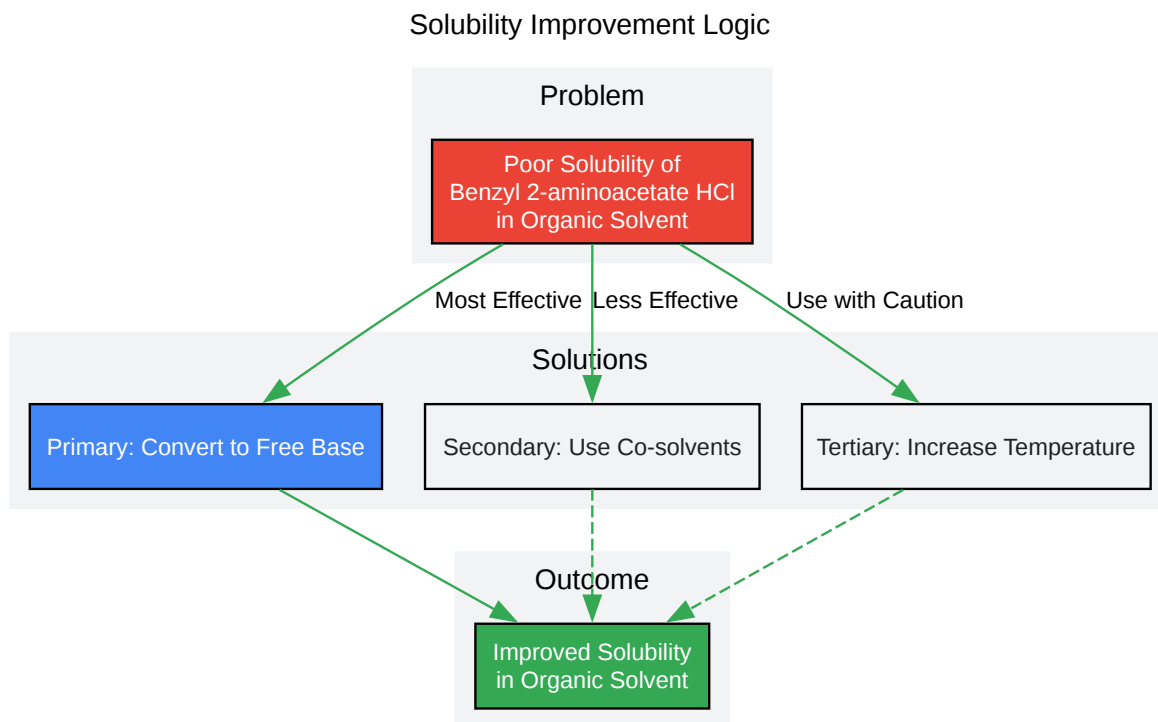 Solubility Improvement Logic
Problem
Poor Solubility of
Benzyl 2-aminoacetate HCl
in Organic Solvent
Most Effective
Less Effective
Use with Caution
Solutions
Primary: Convert to Free Base
Secondary: Use Co-solvents
Tertiary: Increase Temperature
Outcome
Improved Solubility
in Organic Solvent